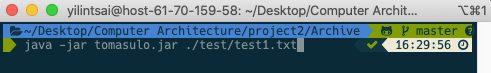 yilintsai@host-61-70-159-58: ~/Desktop/Computer Archit... ⌥⌘1
~/Desktop/Computer Architecture/project2/Archive master ?
java -jar tomasulo.jar ./test/test1.txt ✓ 16:29:56